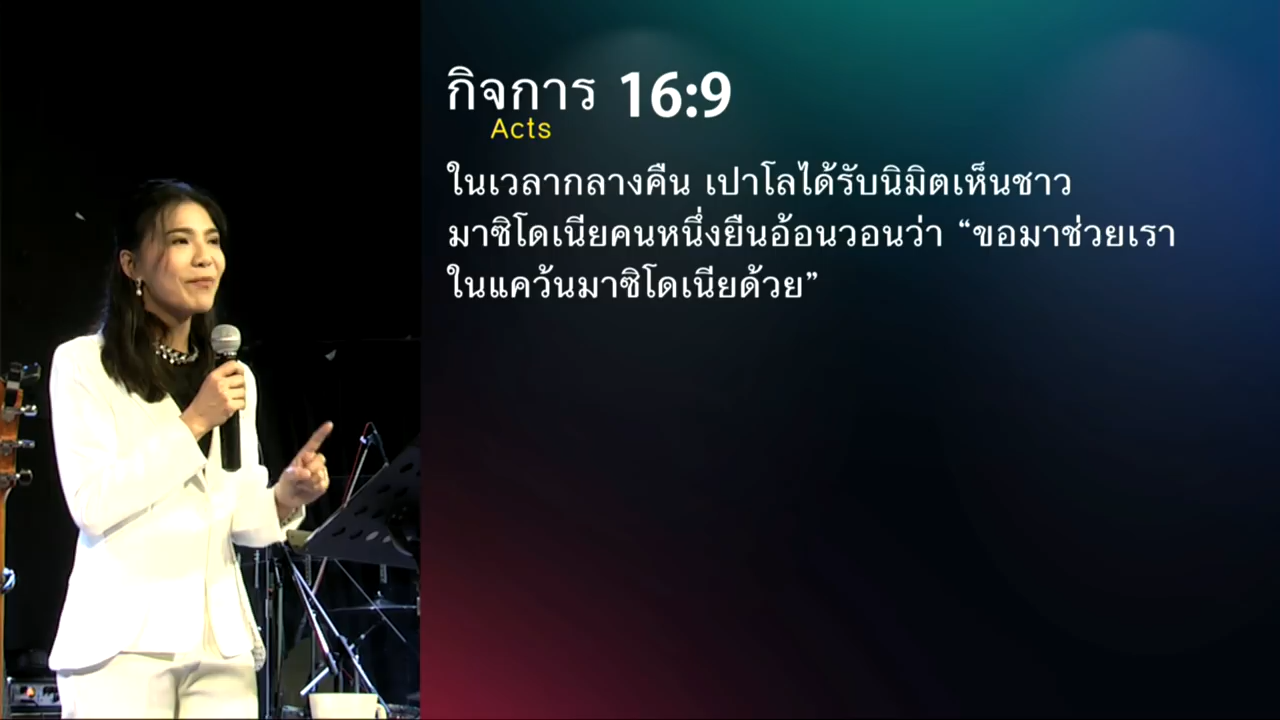 กิจการ 16:9
Acts
ในเวลากลางคืน เปาโลได้รับนิมิตเห็นชาว
มาซิโดเนียคนหนึ่งยืนอ้อนวอนว่า “ขอมาช่วยเรา
ในแคว้นมาซิโดเนียด้วย”